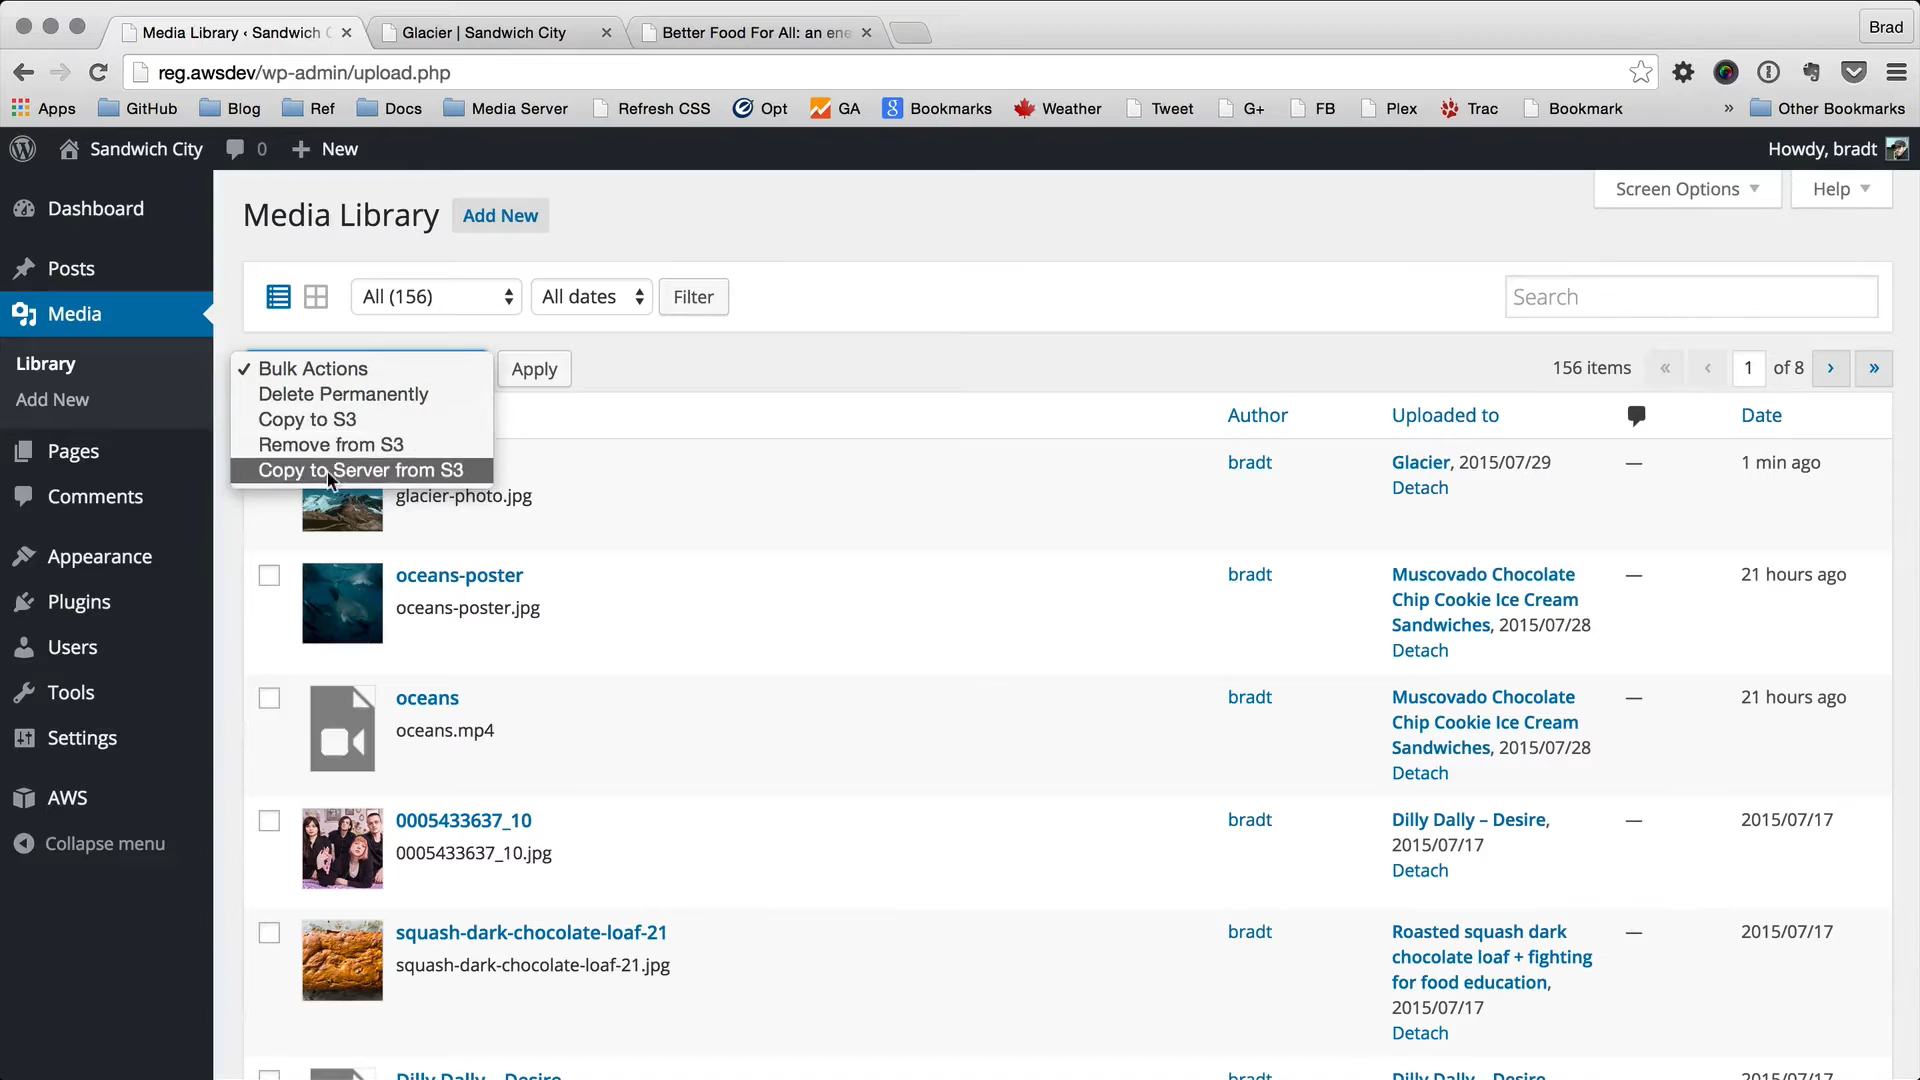 Media Library ‹ Sandwich C
Glacier | Sandwich City
Better Food For All: an ene
Brad
reg.awsdev/wp-admin/upload.php
Apps GitHub Blog Ref Docs Media Server Refresh CSS Opt GA Bookmarks Weather Tweet G+ FB Plex Trac Bookmark » Other Bookmarks
Sandwich City 0 + New Howdy, bradt
Screen Options Help
Dashboard
Posts
Media
Library
Add New
Pages
Comments
Appearance
Plugins
Users
Tools
Settings
AWS
Collapse menu
Media Library Add New
All (156) All dates Filter Search
✓ Bulk Actions
Delete Permanently
Copy to S3
Remove from S3
Copy to Server from S3
Apply
156 items « ‹ 1 of 8 › »
Author Uploaded to Date
glacier-photo.jpg
bradt
Glacier, 2015/07/29
Detach
—
1 min ago
oceans-poster
oceans-poster.jpg
bradt
Muscovado Chocolate
Chip Cookie Ice Cream
Sandwiches, 2015/07/28
Detach
—
21 hours ago
oceans
oceans.mp4
bradt
Muscovado Chocolate
Chip Cookie Ice Cream
Sandwiches, 2015/07/28
Detach
—
21 hours ago
0005433637_10
0005433637_10.jpg
bradt
Dilly Dally – Desire,
2015/07/17
Detach
—
2015/07/17
squash-dark-chocolate-loaf-21
squash-dark-chocolate-loaf-21.jpg
bradt
Roasted squash dark
chocolate loaf + fighting
for food education,
2015/07/17
Detach
—
2015/07/17
Dilly Dally – Desire
bradt
Dilly Dally – Desire
2015/07/17